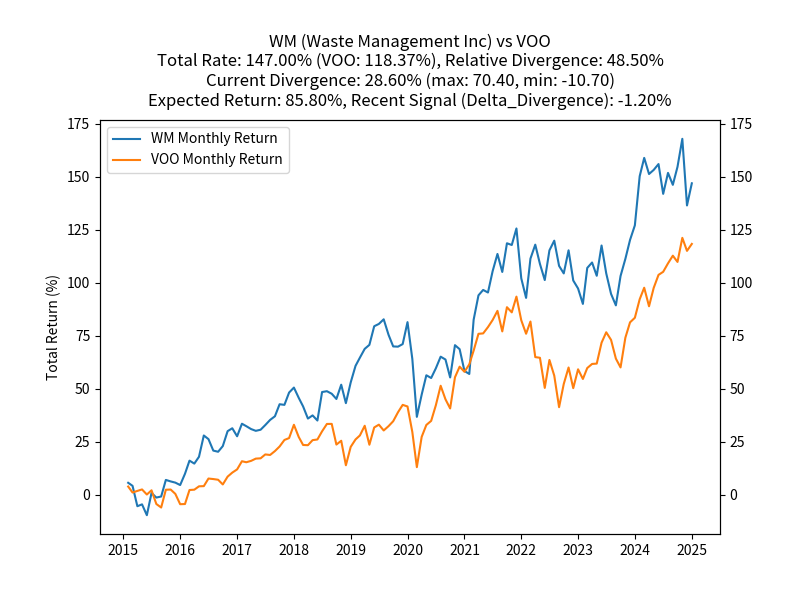 WM (Waste Management Inc) vs VOO
Total Rate: 147.00% (VOO: 118.37%), Relative Divergence: 48.50%
Current Divergence: 28.60% (max: 70.40, min: -10.70)
Expected Return: 85.80%, Recent Signal (Delta_Divergence): -1.20%
WM Monthly Return
VOO Monthly Return
Total Return (%)
175
150
125
100
75
50
25
0
175
150
125
100
75
50
25
0
2015 2016 2017 2018 2019 2020 2021 2022 2023 2024 2025